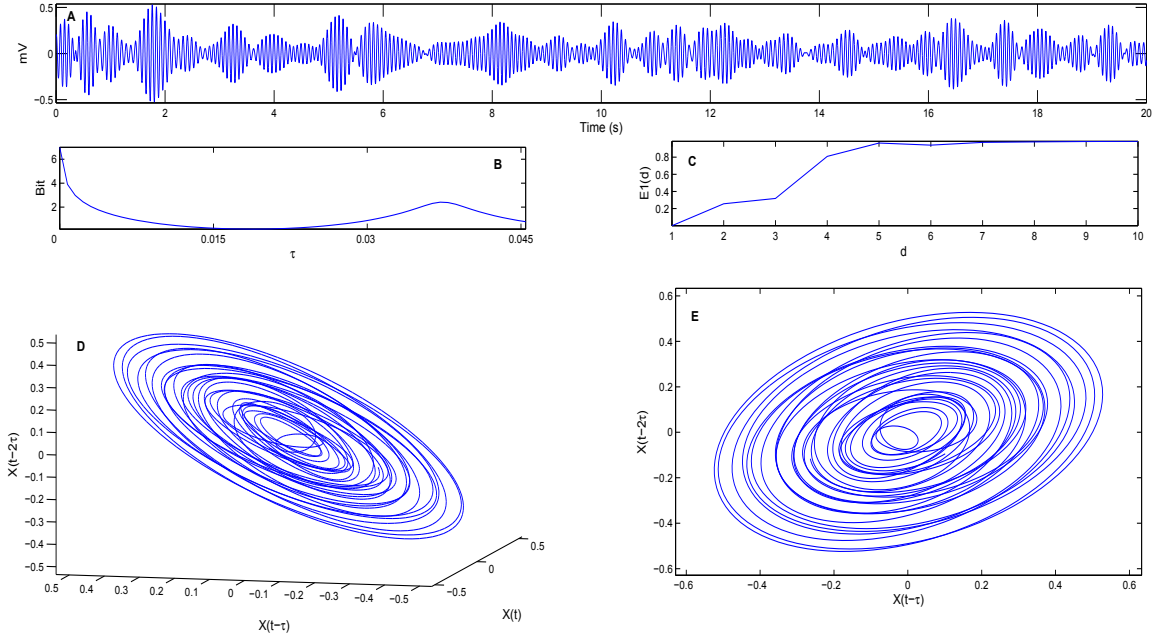 A
mV
0.5
0
−0.5
0 2 4 6 8 10 12 14 16 18 20
Time (s)
B
Bit
6
4
2
0 0.015 0.03 0.045
τ
C
E1(d)
0.8
0.6
0.4
0.2
1 2 3 4 5 6 7 8 9 10
d
D
X(t−2τ)
0.5
0.4
0.3
0.2
0.1
0
−0.1
−0.2
−0.3
−0.4
−0.5
0.5 0.4 0.3 0.2 0.1 0 −0.1 −0.2 −0.3 −0.4 −0.5
X(t−τ)
−0.5 0 0.5
X(t)
E
X(t−2τ)
0.6
0.4
0.2
0
−0.2
−0.4
−0.6
−0.6 −0.4 −0.2 0 0.2 0.4 0.6
X(t−τ)